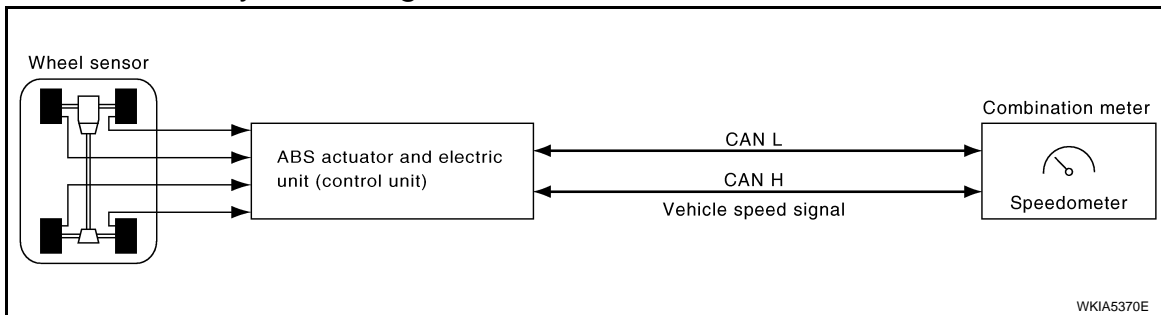 Wheel sensor
ABS actuator and electric
unit (control unit)
CAN L
CAN H
Vehicle speed signal
Combination meter
Speedometer
WKIA5370E